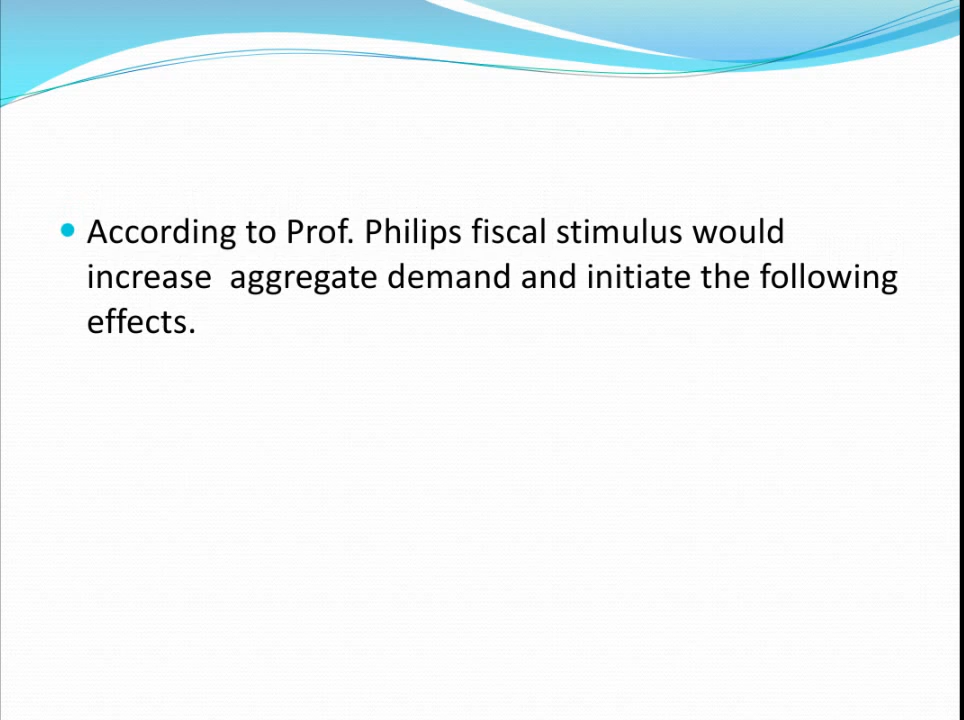 According to Prof. Philips fiscal stimulus would
increase  aggregate demand and initiate the following
effects.